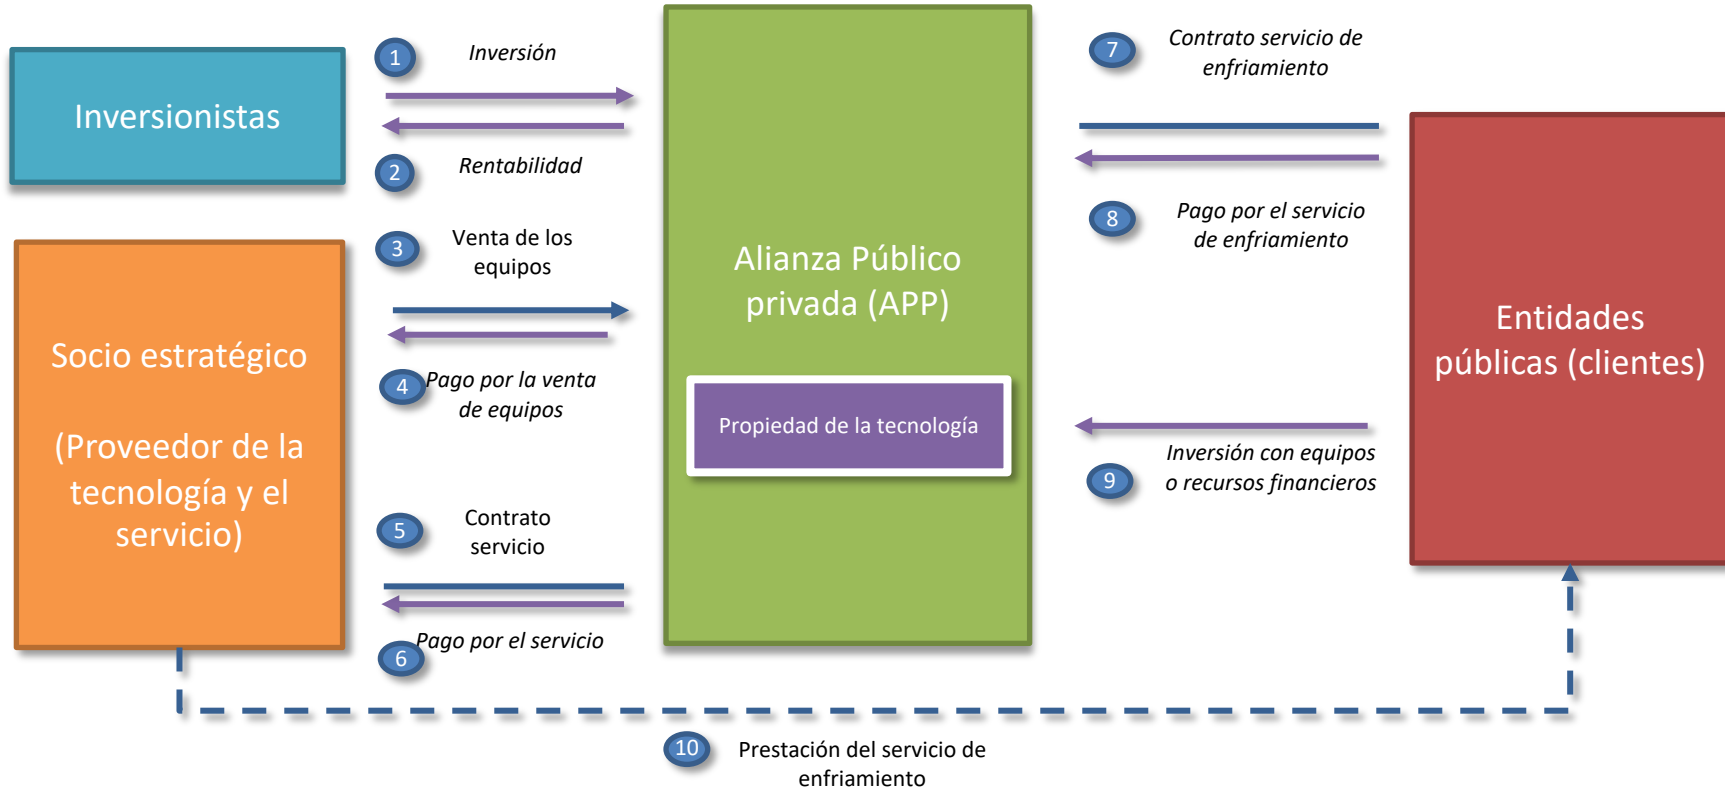 Inversionistas
Socio estratégico
(Proveedor de la
tecnología y el
servicio)
1
Inversión
2
Rentabilidad
3
Venta de los
equipos
4
Pago por la venta
de equipos
5
Contrato
servicio
6
Pago por el servicio
Alianza Público
privada (APP)
Propiedad de la tecnología
7
Contrato servicio de
enfriamiento
8
Pago por el servicio
de enfriamiento
9
Inversión con equipos
o recursos financieros
Entidades
públicas (clientes)
10
Prestación del servicio de
enfriamiento